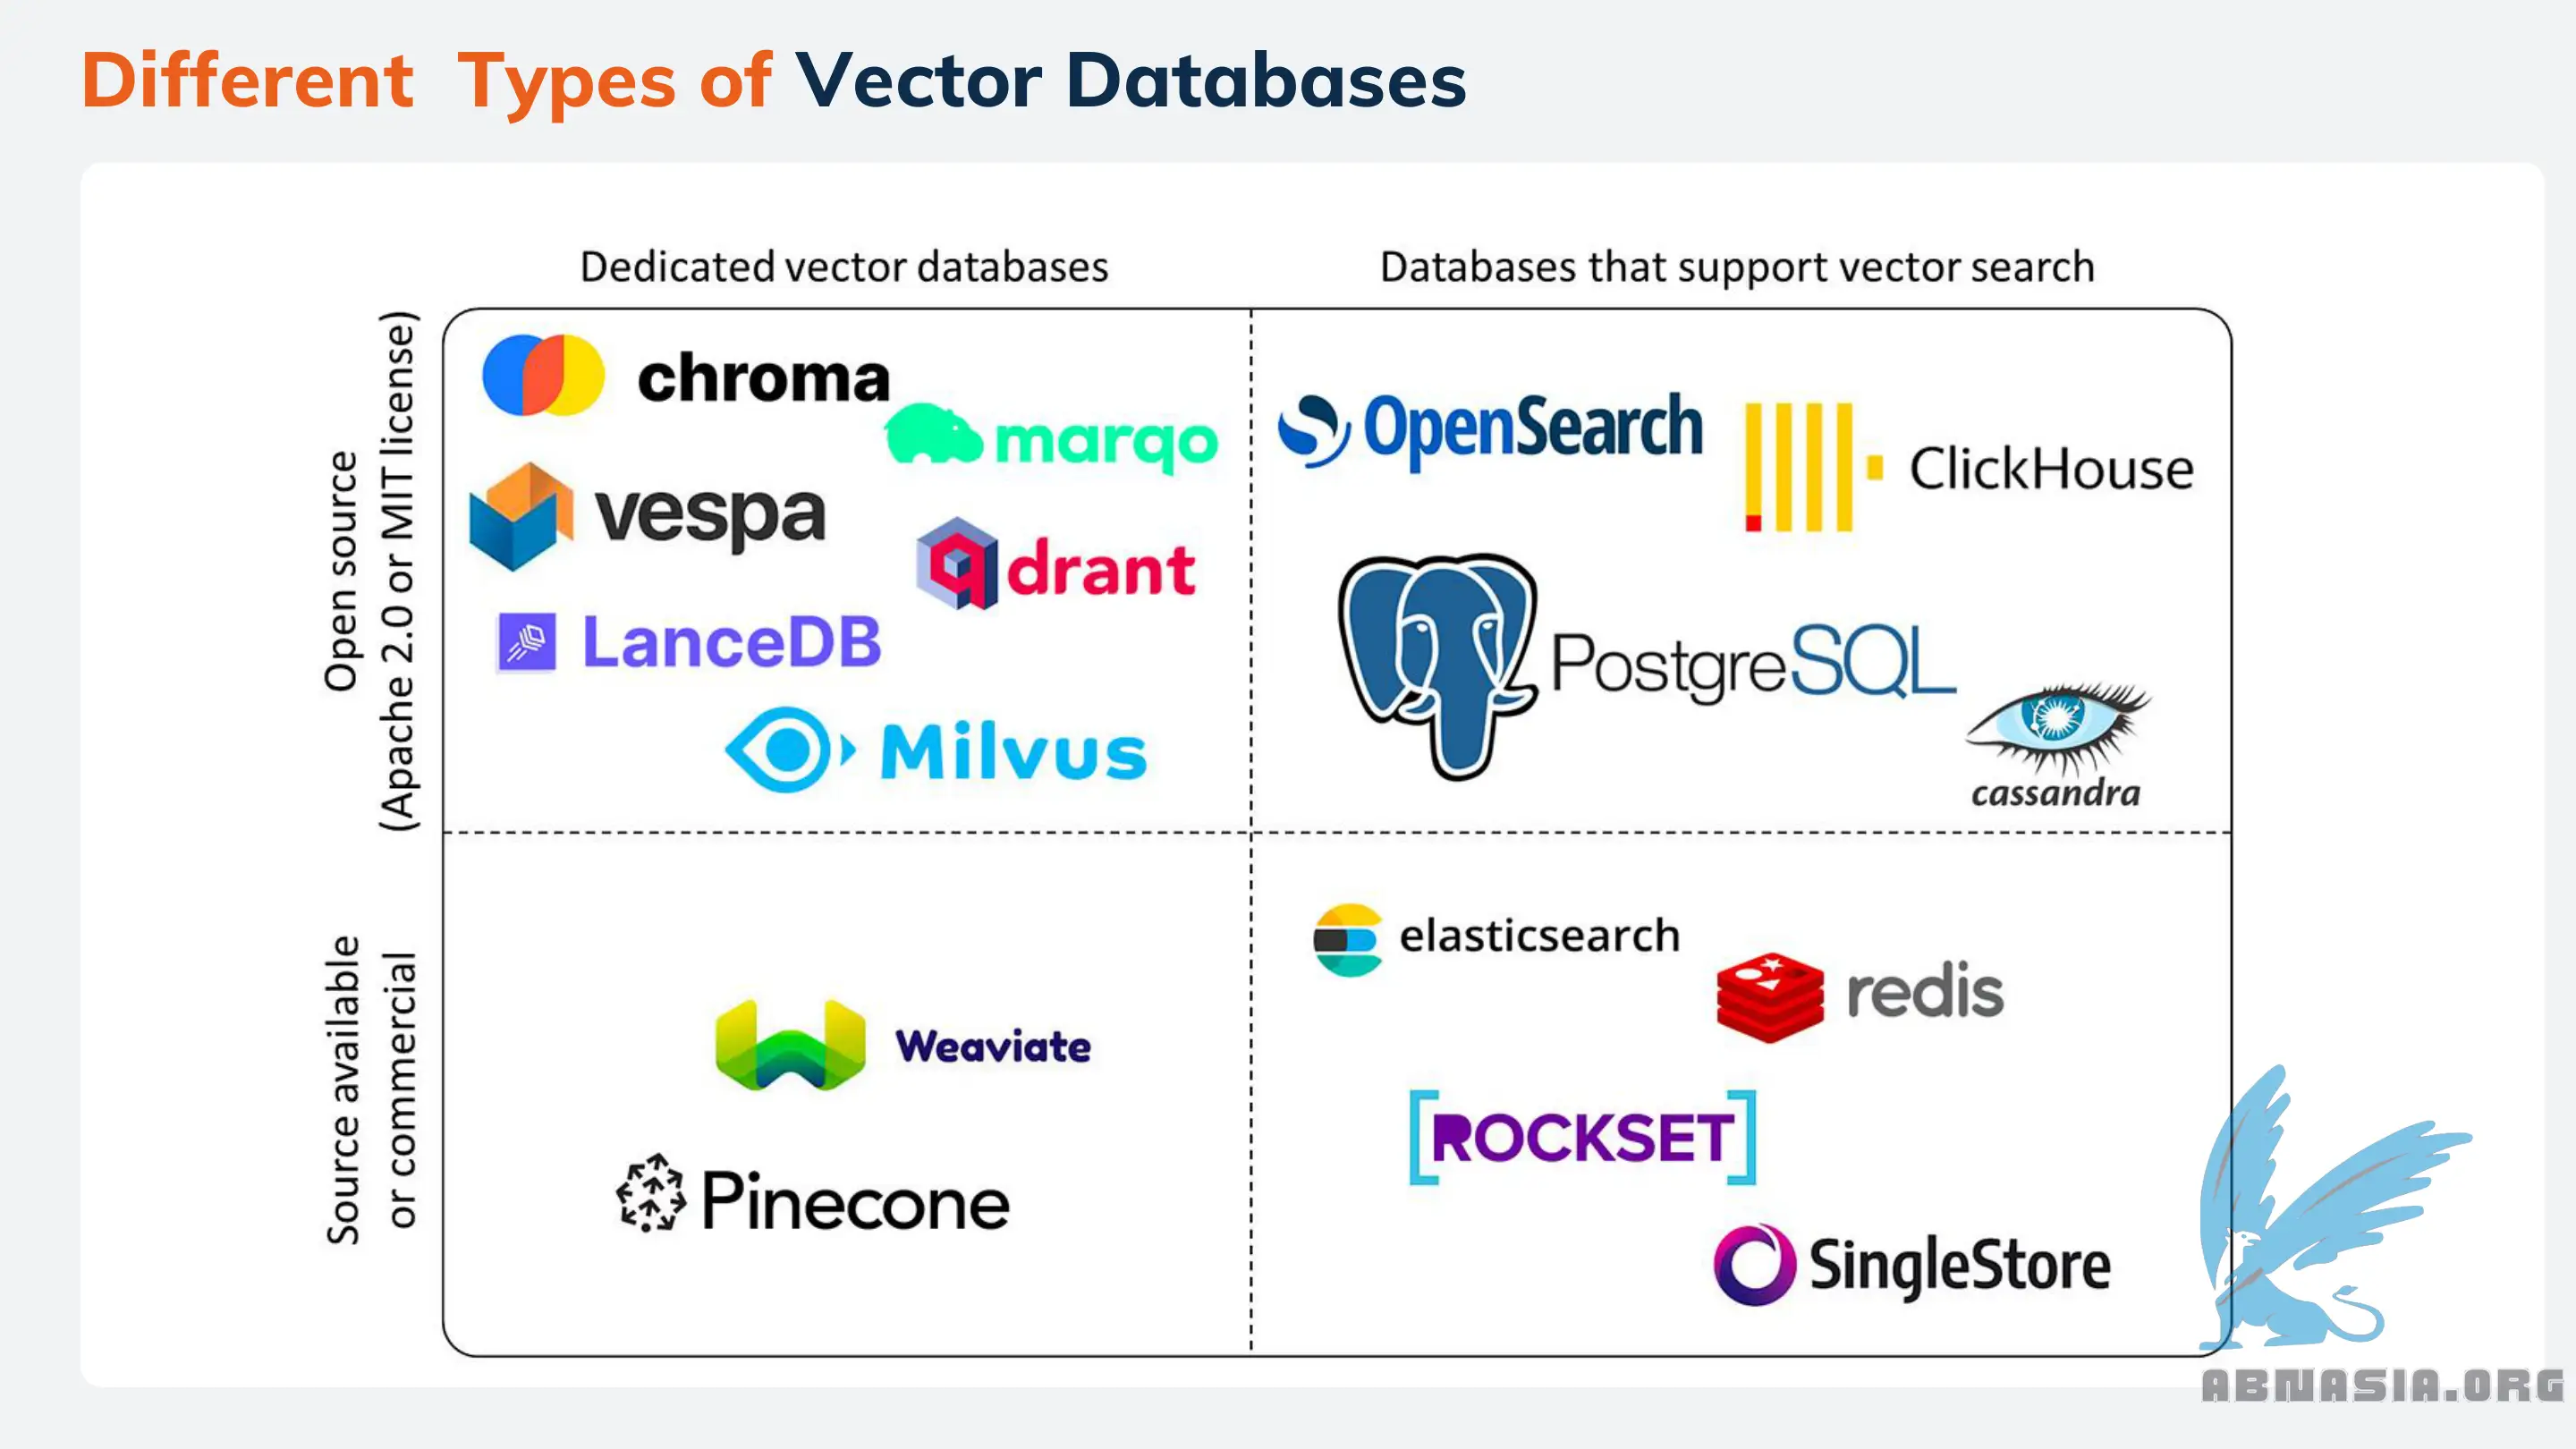 Different Types of Vector Databases
Dedicated vector databases
Databases that support vector search
Open source
(Apache 2.0 or MIT license)
chroma
marqo
vespa
qdrant
LanceDB
Milvus
OpenSearch
ClickHouse
PostgreSQL
cassandra
Source available
or commercial
Weaviate
Pinecone
elasticsearch
redis
[ROCKSET]
SingleStore
ABNASIA.ORG